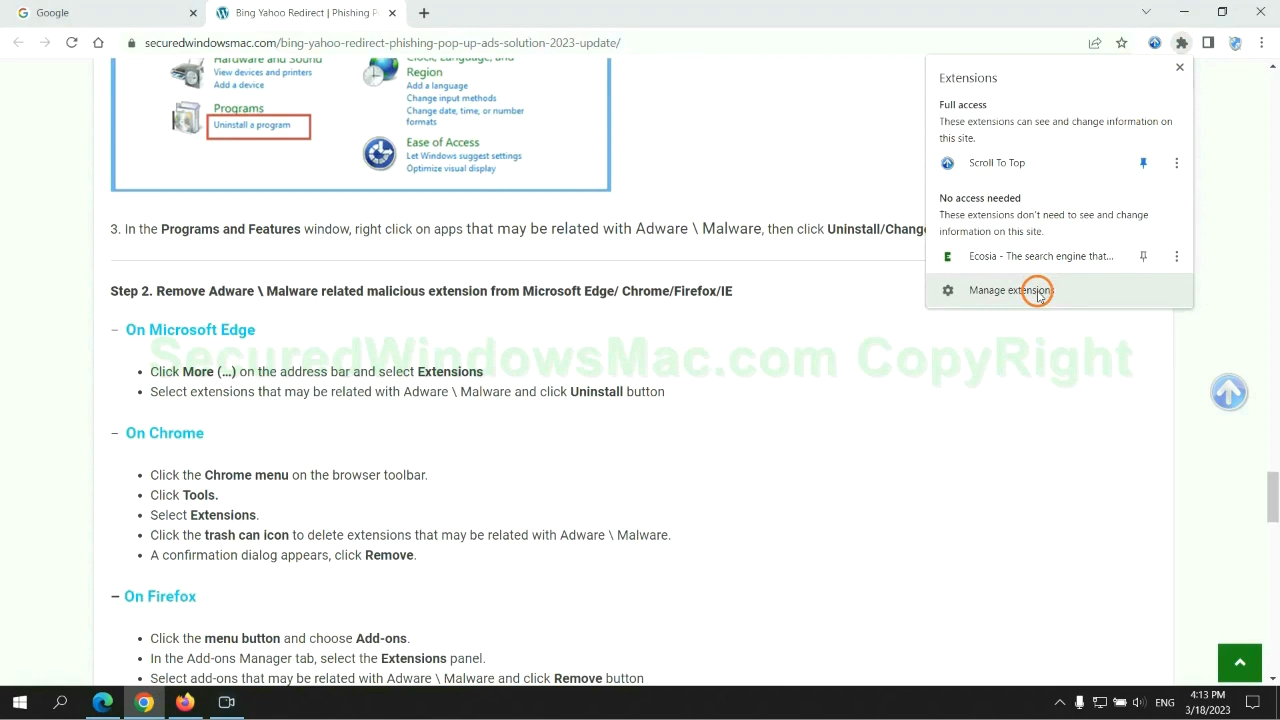 Google
Bing Yahoo Redirect | Phishing P
securedwindowsmac.com/bing-yahoo-redirect-phishing-pop-up-ads-solution-2023-update/
Hardware and Sound
View devices and printers
Add a device
Programs
Uninstall a program
Clock, Language, and
Region
Add a language
Change input methods
Change date, time, or number
formats
Ease of Access
Let Windows suggest settings
Optimize visual display
Extensions
Full access
These extensions can see and change information on
this site.
Scroll To Top
No access needed
These extensions don't need to see and change
information on this site.
Ecosia - The search engine that...
Manage extensions
3. In the Programs and Features window, right click on apps that may be related with Adware \ Malware, then click Uninstall/Change
Step 2. Remove Adware \ Malware related malicious extension from Microsoft Edge/ Chrome/Firefox/IE
– On Microsoft Edge
SecuredWindowsMac.com CopyRight
• Click More (…) on the address bar and select Extensions
• Select extensions that may be related with Adware \ Malware and click Uninstall button
– On Chrome
• Click the Chrome menu on the browser toolbar.
• Click Tools.
• Select Extensions.
• Click the trash can icon to delete extensions that may be related with Adware \ Malware.
• A confirmation dialog appears, click Remove.
– On Firefox
• Click the menu button and choose Add-ons.
• In the Add-ons Manager tab, select the Extensions panel.
• Select add-ons that may be related with Adware \ Malware and click Remove button
ENG
4:13 PM
3/18/2023